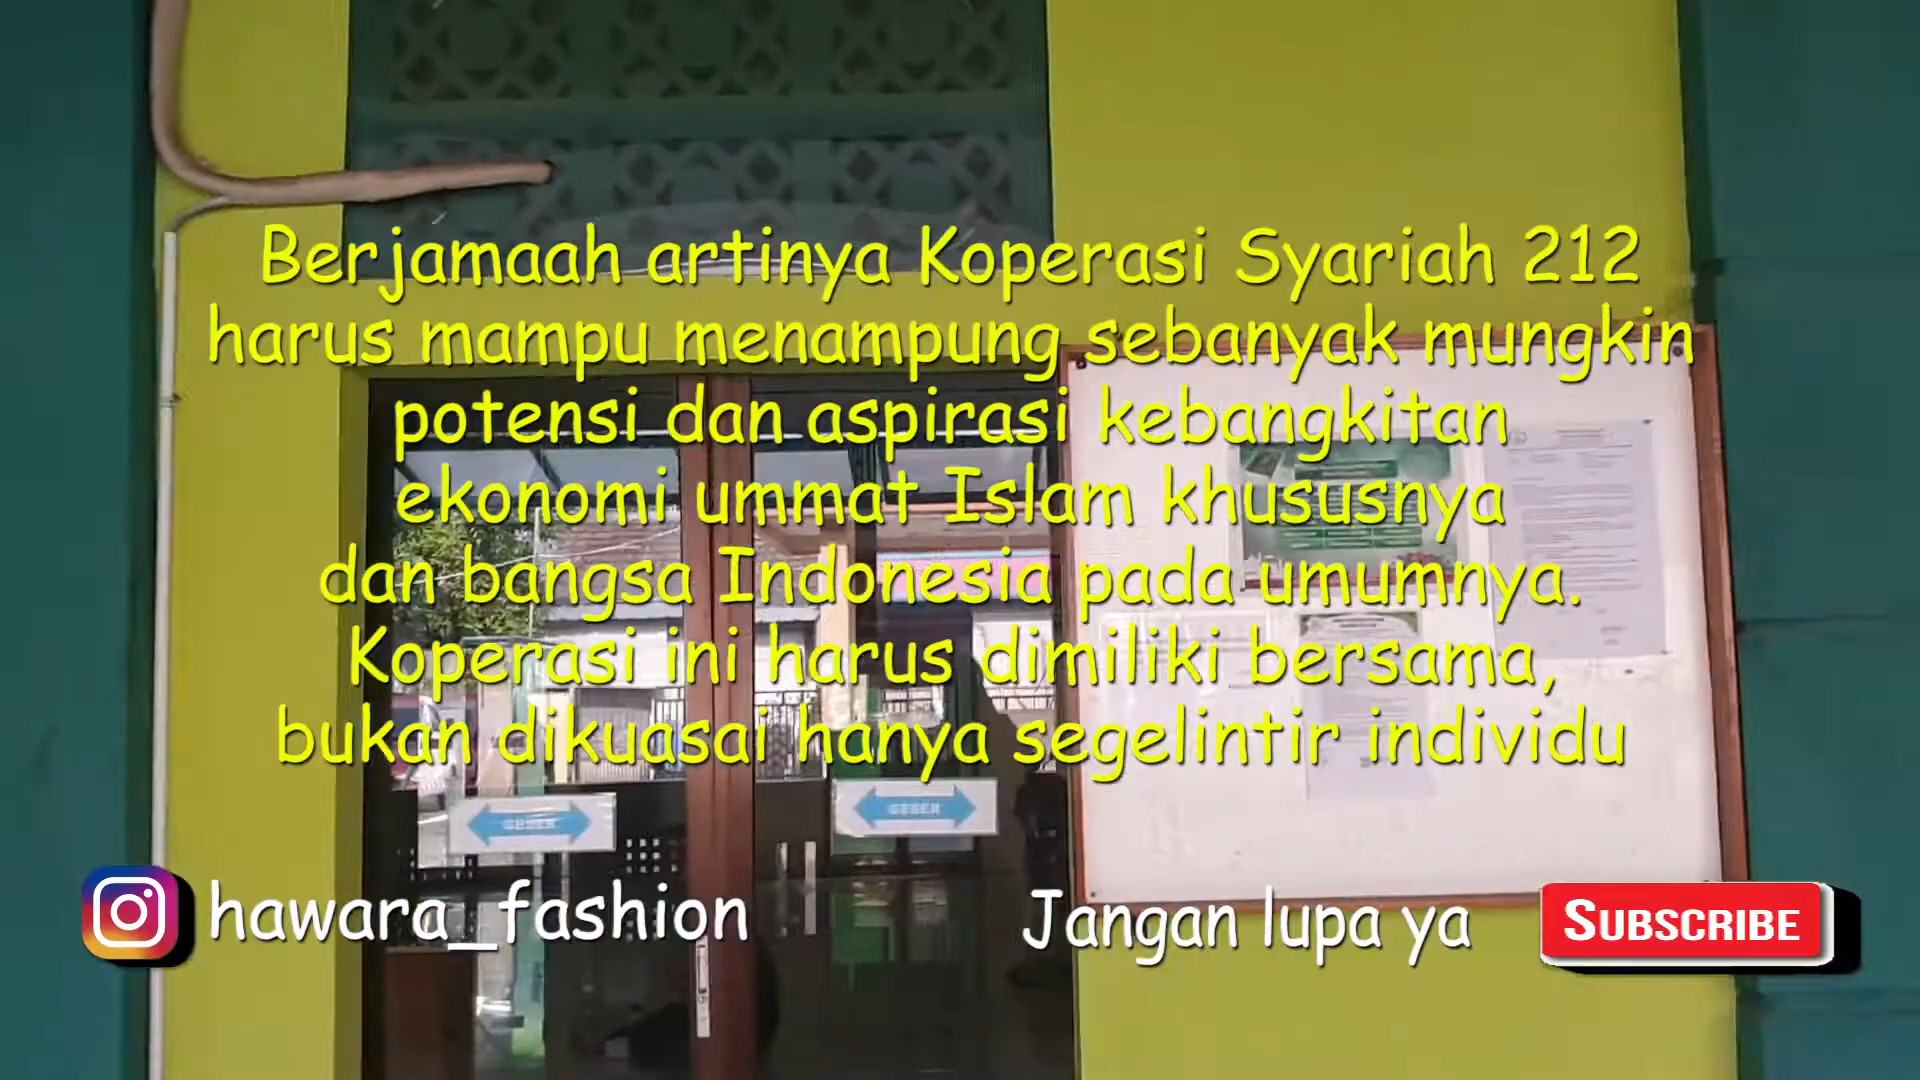 Berjamaah artinya Koperasi Syariah 212
harus mampu menampung sebanyak mungkin
potensi dan aspirasi kebangkitan
ekonomi ummat Islam khususnya
dan bangsa Indonesia pada umumnya.
Koperasi ini harus dimiliki bersama,
bukan dikuasai hanya segelintir individu
GESER
GESER
hawara_fashion
Jangan lupa ya
SUBSCRIBE